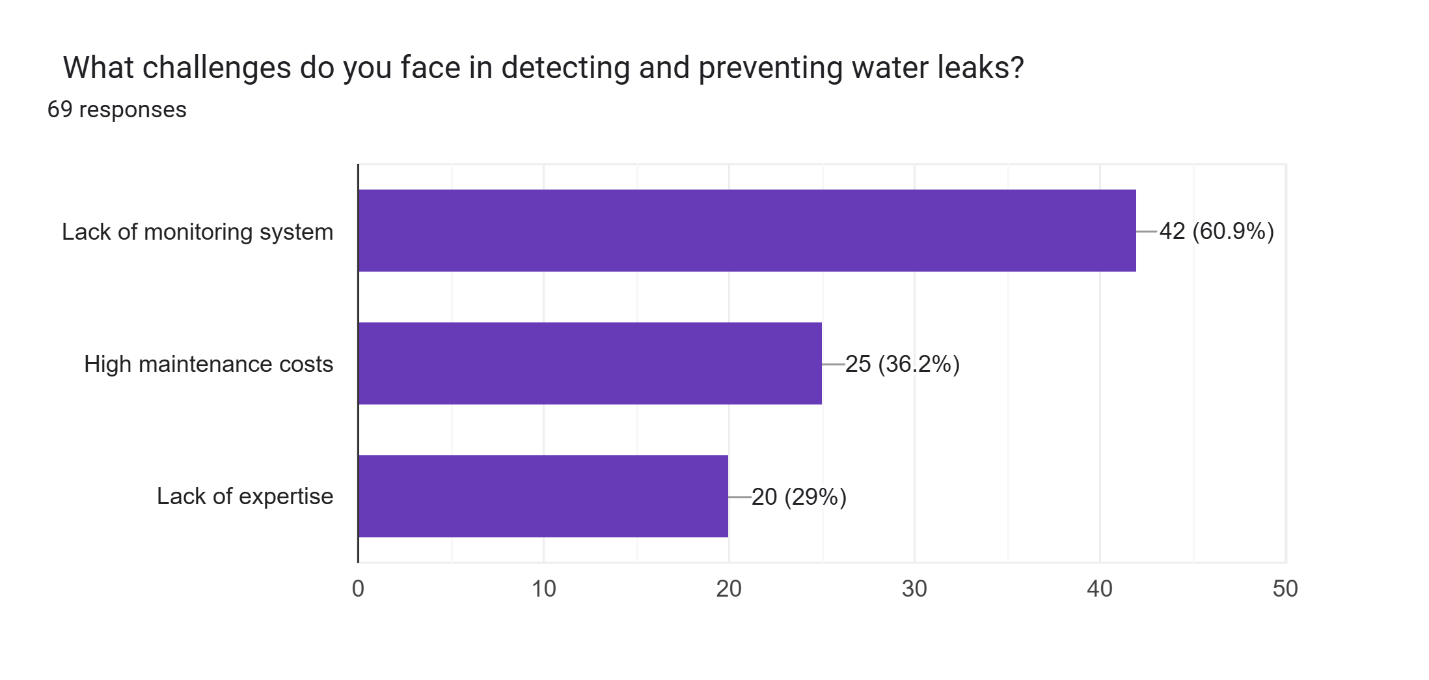 What challenges do you face in detecting and preventing water leaks?
69 responses
Lack of monitoring system
42 (60.9%)
High maintenance costs
25 (36.2%)
Lack of expertise
20 (29%)
0 10 20 30 40 50